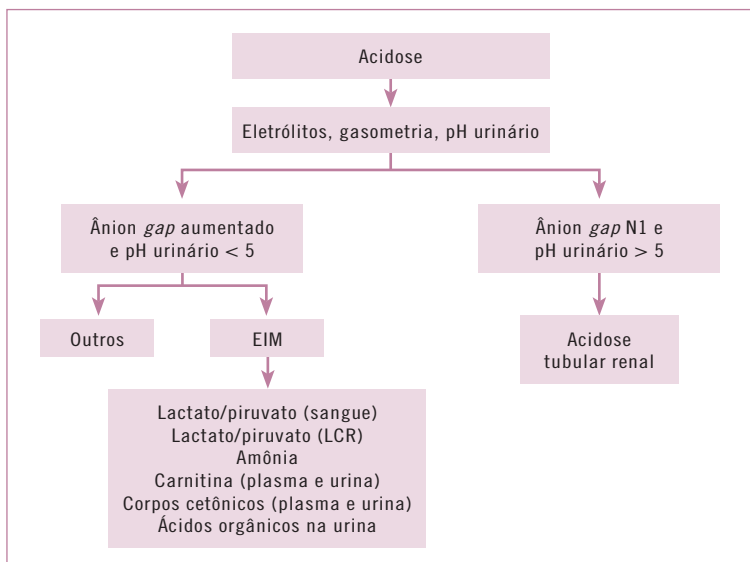 Acidose
Eletrólitos, gasometria, pH urinário
Ânion gap aumentado
e pH urinário < 5
Ânion gap N1 e
pH urinário > 5
Outros
EIM
Acidose
tubular renal
Lactato/piruvato (sangue)
Lactato/piruvato (LCR)
Amônia
Carnitina (plasma e urina)
Corpos cetônicos (plasma e urina)
Ácidos orgânicos na urina